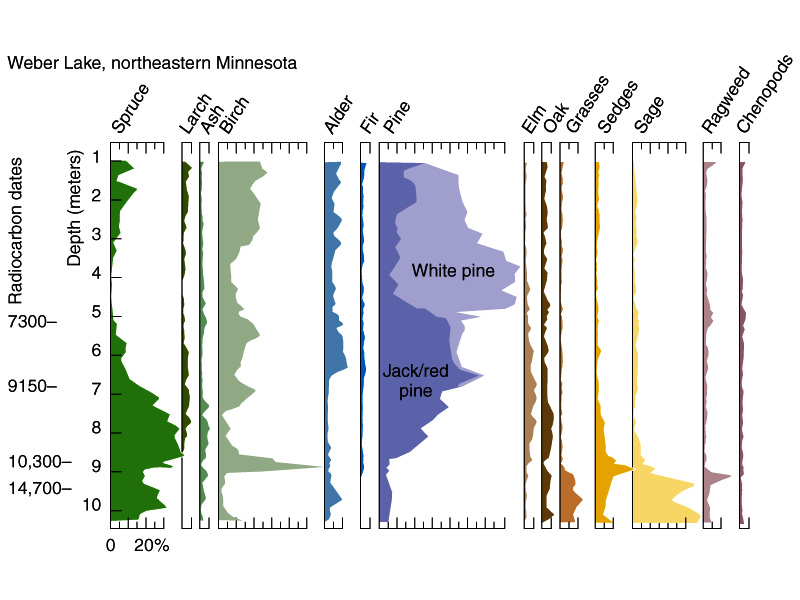 Weber Lake, northeastern Minnesota
Spruce
Larch
Ash
Birch
Alder
Fir
Pine
Elm
Oak
Grasses
Sedges
Sage
Ragweed
Chenopods
Radiocarbon dates
Depth (meters)
1
2
3
4
5
6
7
8
9
10
7300–
9150–
10,300–
14,700–
White pine
Jack/red
pine
0 20%